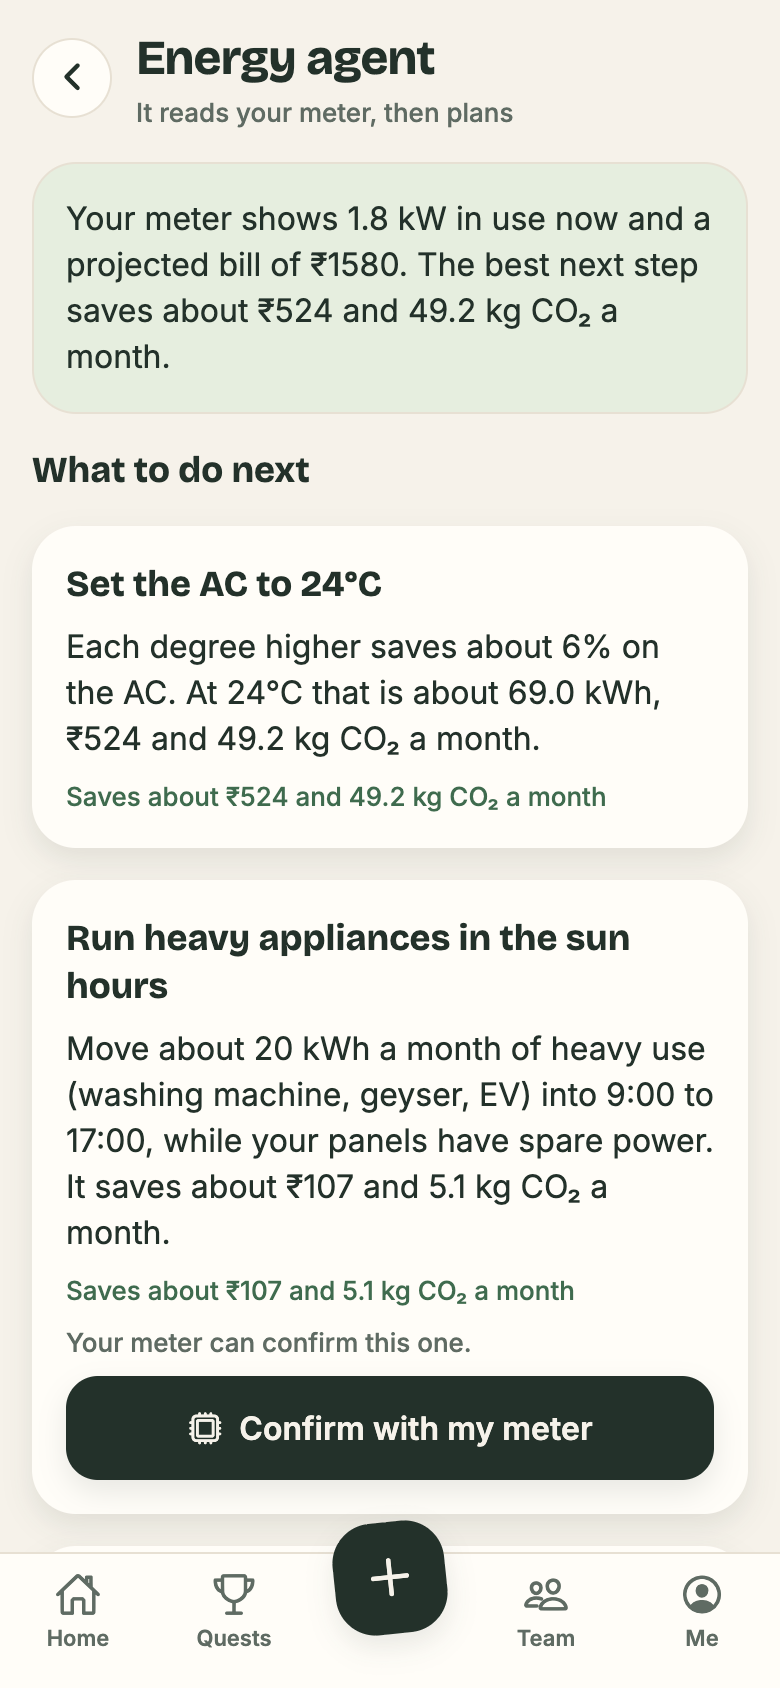 Energy agent
It reads your meter, then plans
Your meter shows 1.8 kW in use now and a
projected bill of ₹1580. The best next step
saves about ₹524 and 49.2 kg CO₂ a
month.
What to do next
Set the AC to 24°C
Each degree higher saves about 6% on
the AC. At 24°C that is about 69.0 kWh,
₹524 and 49.2 kg CO₂ a month.
Saves about ₹524 and 49.2 kg CO₂ a month
Run heavy appliances in the sun
hours
Move about 20 kWh a month of heavy use
(washing machine, geyser, EV) into 9:00 to
17:00, while your panels have spare power.
It saves about ₹107 and 5.1 kg CO₂ a
month.
Saves about ₹107 and 5.1 kg CO₂ a month
Your meter can confirm this one.
Confirm with my meter
Home
Quests
Team
Me